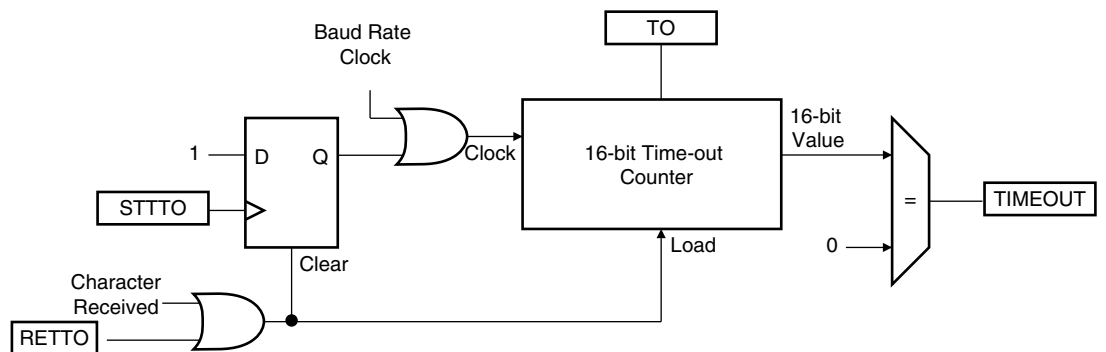 TO
Baud Rate
Clock
16-bit
Value
1
D
Q
Clock
16-bit Time-out
Counter
STTTO
=
TIMEOUT
Clear
Load
0
Character
Received
RETTO